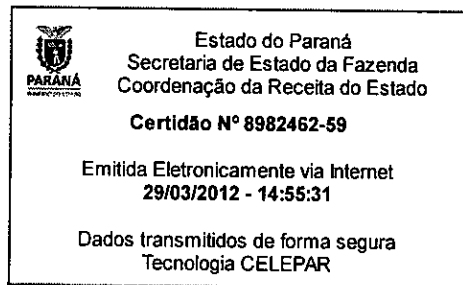 PARANÁ
Estado do Paraná
Secretaria de Estado da Fazenda
Coordenação da Receita do Estado
Certidão Nº 8982462-59
Emitida Eletronicamente via Internet
29/03/2012 - 14:55:31
Dados transmitidos de forma segura
Tecnologia CELEPAR